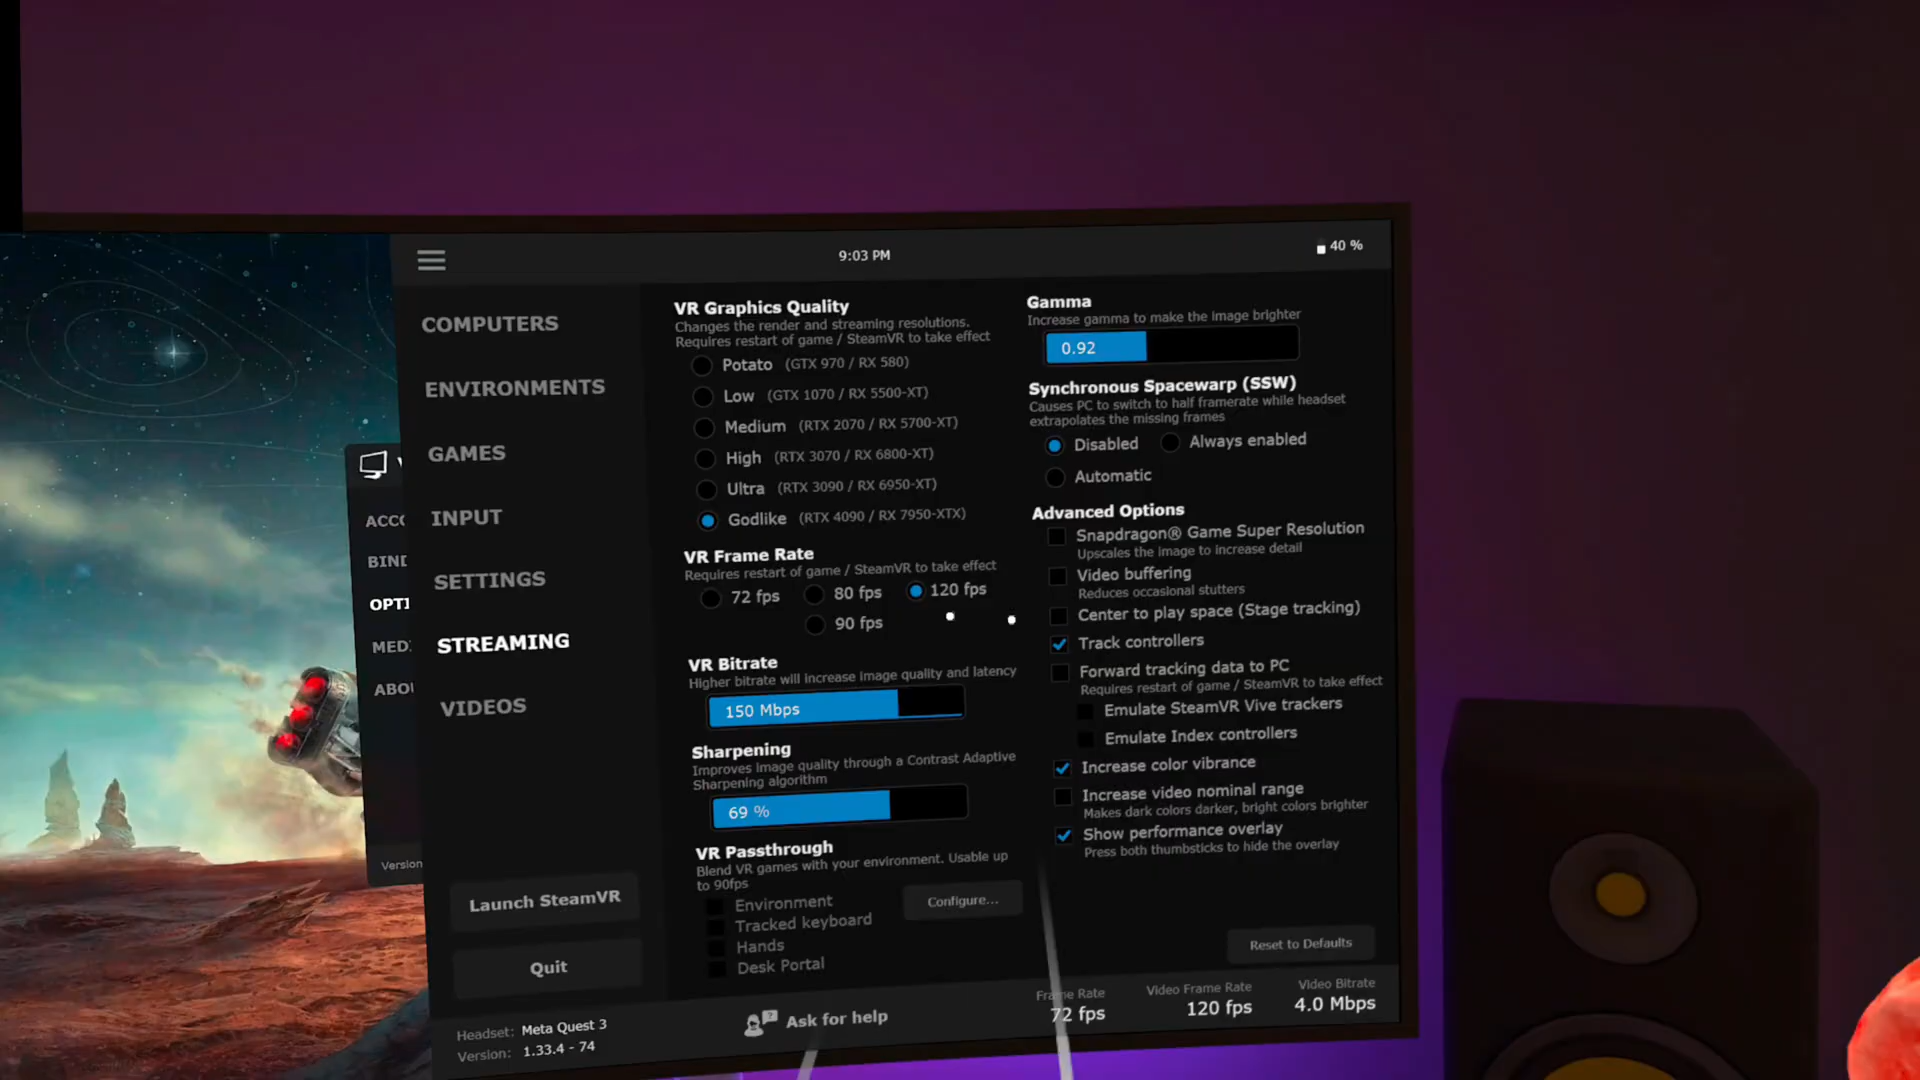 9:03 PM
40 %
COMPUTERS
ENVIRONMENTS
GAMES
INPUT
SETTINGS
STREAMING
VIDEOS
Launch SteamVR
Quit
Headset: Meta Quest 3
Version: 1.33.4 - 74
VR Graphics Quality
Changes the render and streaming resolutions.
Requires restart of game / SteamVR to take effect
Potato (GTX 970 / RX 580)
Low (GTX 1070 / RX 5500-XT)
Medium (RTX 2070 / RX 5700-XT)
High (RTX 3070 / RX 6800-XT)
Ultra (RTX 3090 / RX 6950-XT)
Godlike (RTX 4090 / RX 7950-XTX)
VR Frame Rate
Requires restart of game / SteamVR to take effect
72 fps 80 fps 120 fps
90 fps
VR Bitrate
Higher bitrate will increase image quality and latency
150 Mbps
Sharpening
Improves image quality through a Contrast Adaptive
Sharpening algorithm
69 %
VR Passthrough
Blend VR games with your environment. Usable up
to 90fps
Environment
Configure...
Tracked keyboard
Hands
Desk Portal
Gamma
Increase gamma to make the image brighter
0.92
Synchronous Spacewarp (SSW)
Causes PC to switch to half framerate while headset
extrapolates the missing frames
Disabled Always enabled
Automatic
Advanced Options
Snapdragon® Game Super Resolution
Upscales the image to increase detail
Video buffering
Reduces occasional stutters
Center to play space (Stage tracking)
Track controllers
Forward tracking data to PC
Requires restart of game / SteamVR to take effect
Emulate SteamVR Vive trackers
Emulate Index controllers
Increase color vibrance
Increase video nominal range
Makes dark colors darker, bright colors brighter
Show performance overlay
Press both thumbsticks to hide the overlay
Reset to Defaults
Ask for help
Frame Rate
72 fps
Video Frame Rate
120 fps
Video Bitrate
4.0 Mbps
ACCO
BIND
OPTI
MEDI
ABOU
Version